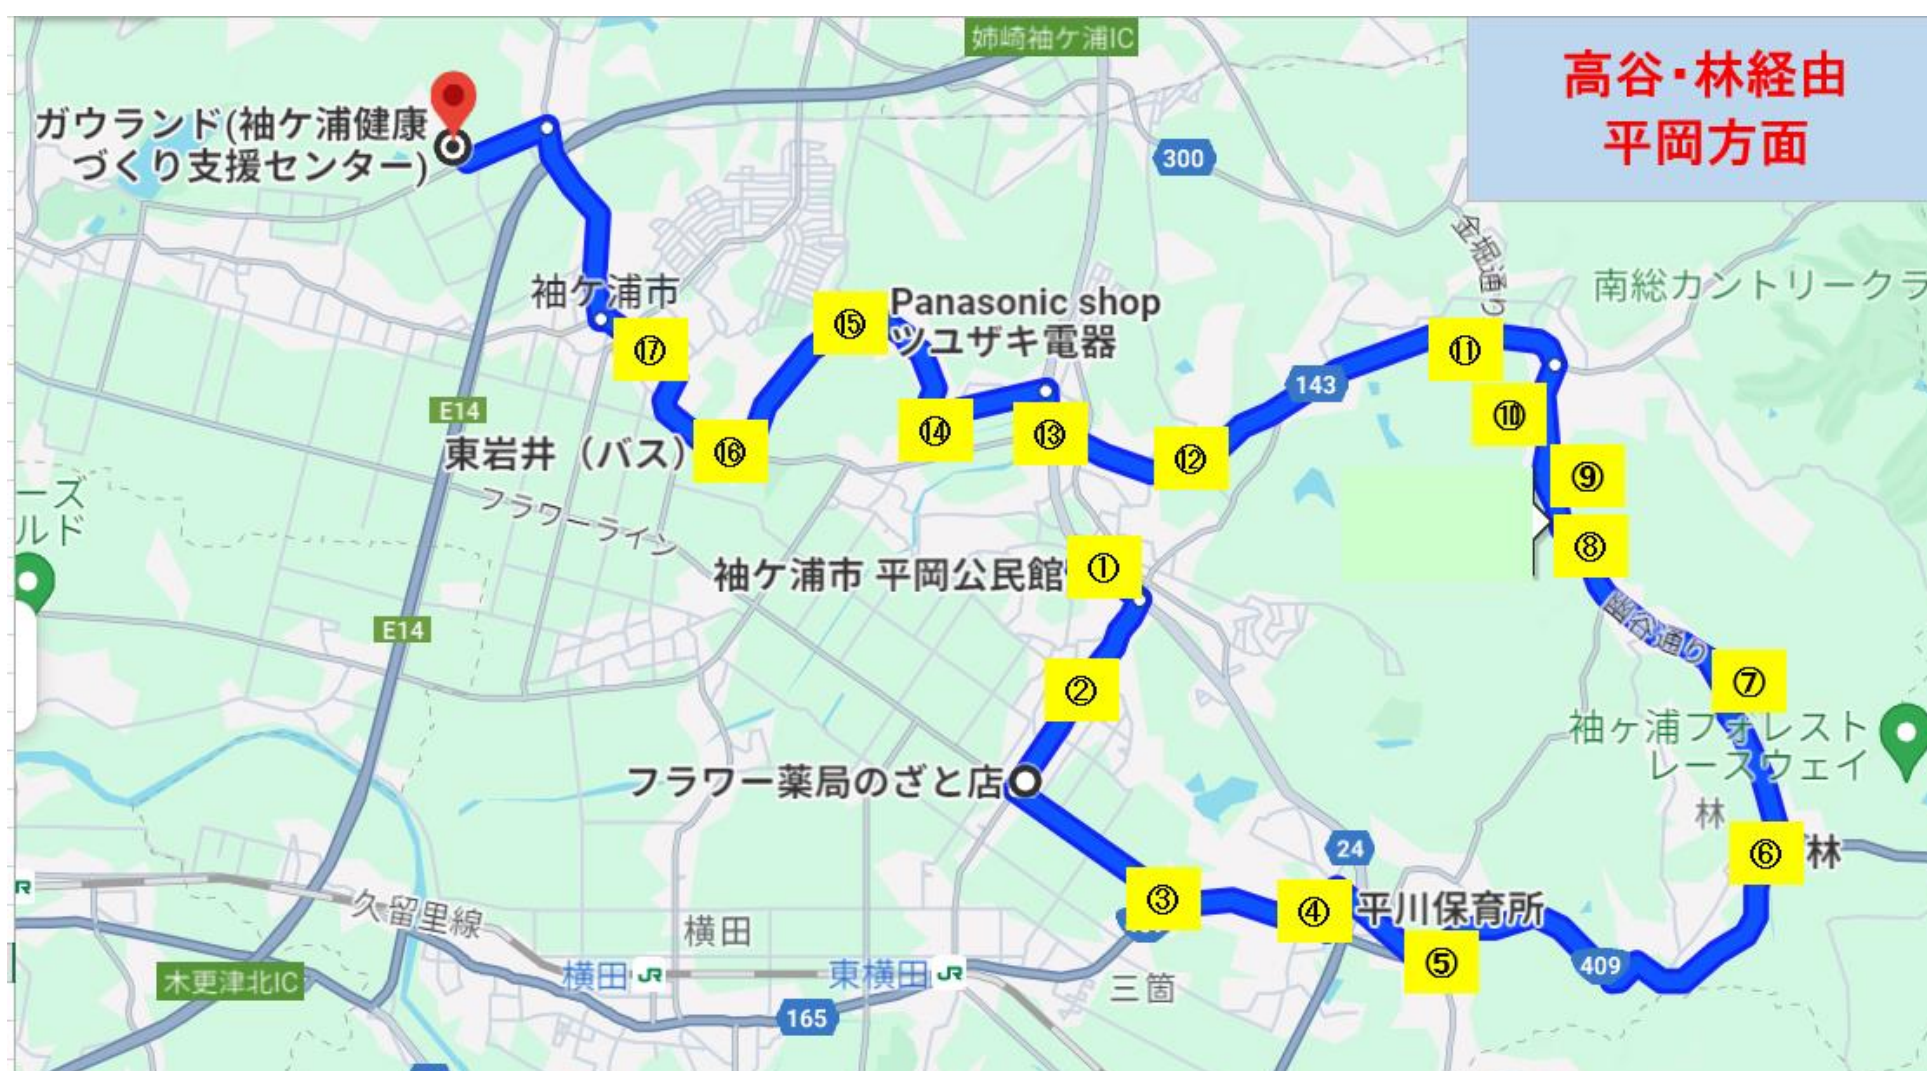 姉崎袖ケ浦IC
高谷・林経由
平岡方面
ガウランド(袖ケ浦健康
づくり支援センター)
300
金堀通り
袖ケ浦市
南総カントリークラ
⑰
⑮
Panasonic shop
ツユザキ電器
⑪
143
⑩
E14
東岩井（バス）
⑯
⑭
⑬
⑫
⑨
⑧
ーズ
ルド
フラワーライン
袖ケ浦市 平岡公民館
①
E14
幽谷通り
②
⑦
袖ヶ浦フォレスト
レースウェイ
フラワー薬局のざと店
林
24
⑥
林
R
久留里線
横田
③
④
平川保育所
⑤
409
木更津北IC
横田
JR
東横田
JR
三箇
165